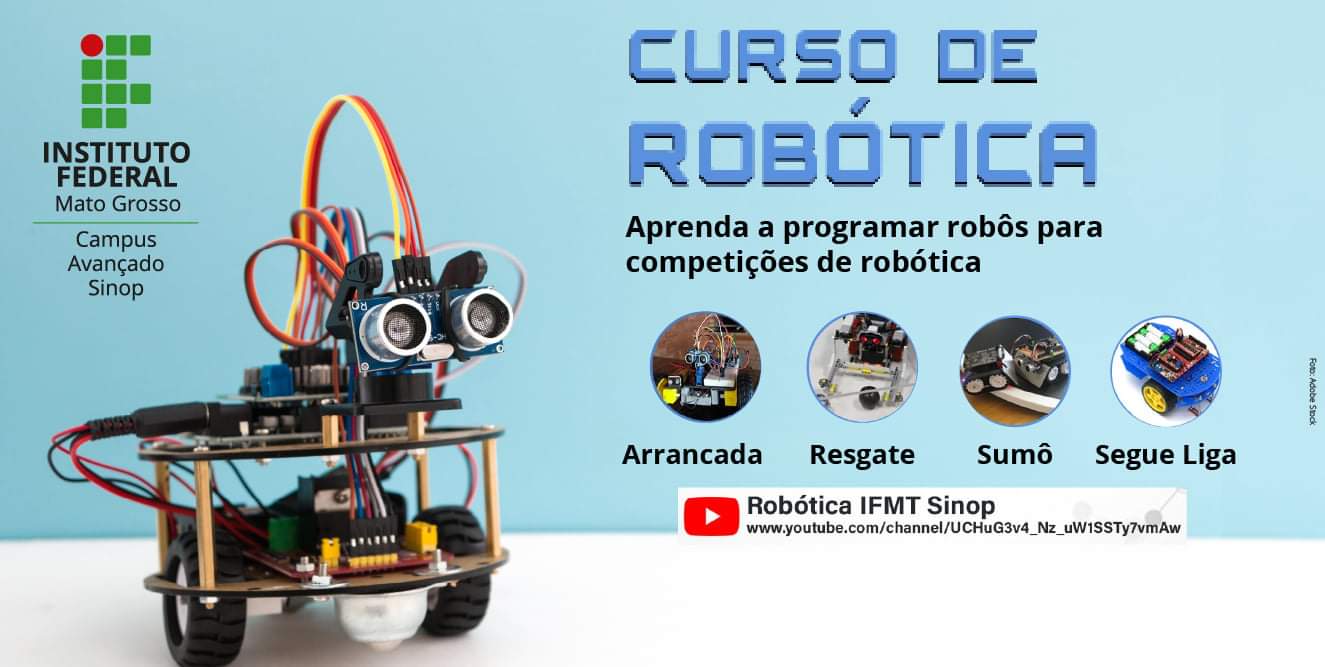 INSTITUTO
FEDERAL
Mato Grosso
Campus
Avançado
Sinop
CURSO DE
ROBÓTICA
Aprenda a programar robôs para
competições de robótica
Arrancada
Resgate
Sumô
Segue Liga
Robótica IFMT Sinop
www.youtube.com/channel/UCHuG3v4_Nz_uW1SSTy7vmAw
Foto: Adobe Stock